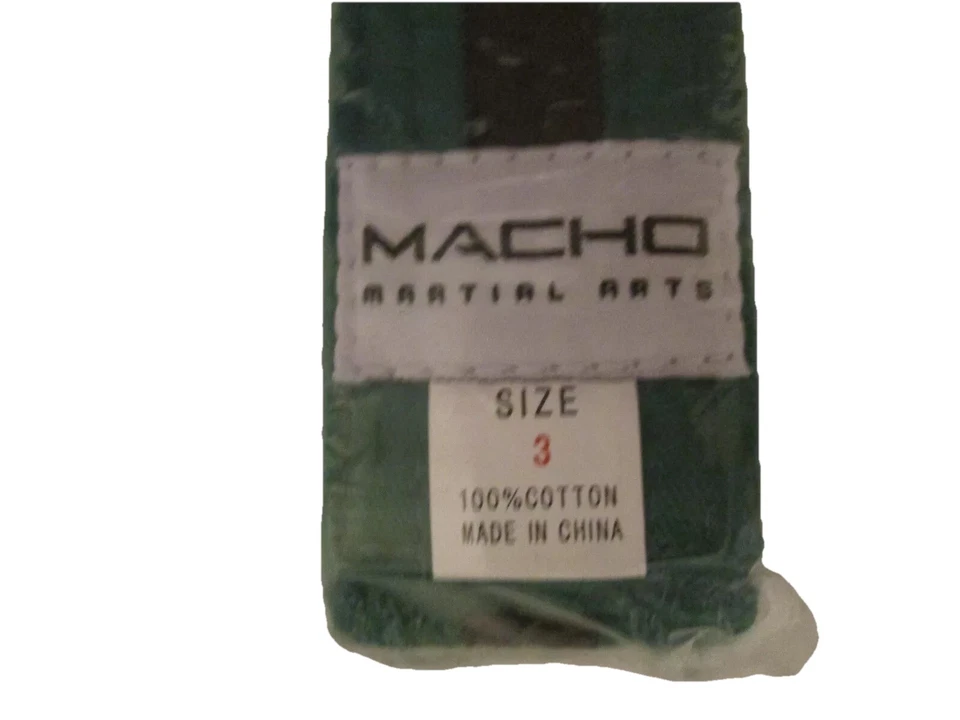 MACHO
MARTIAL ARTS
SIZE
3
100%COTTON
MADE IN CHINA